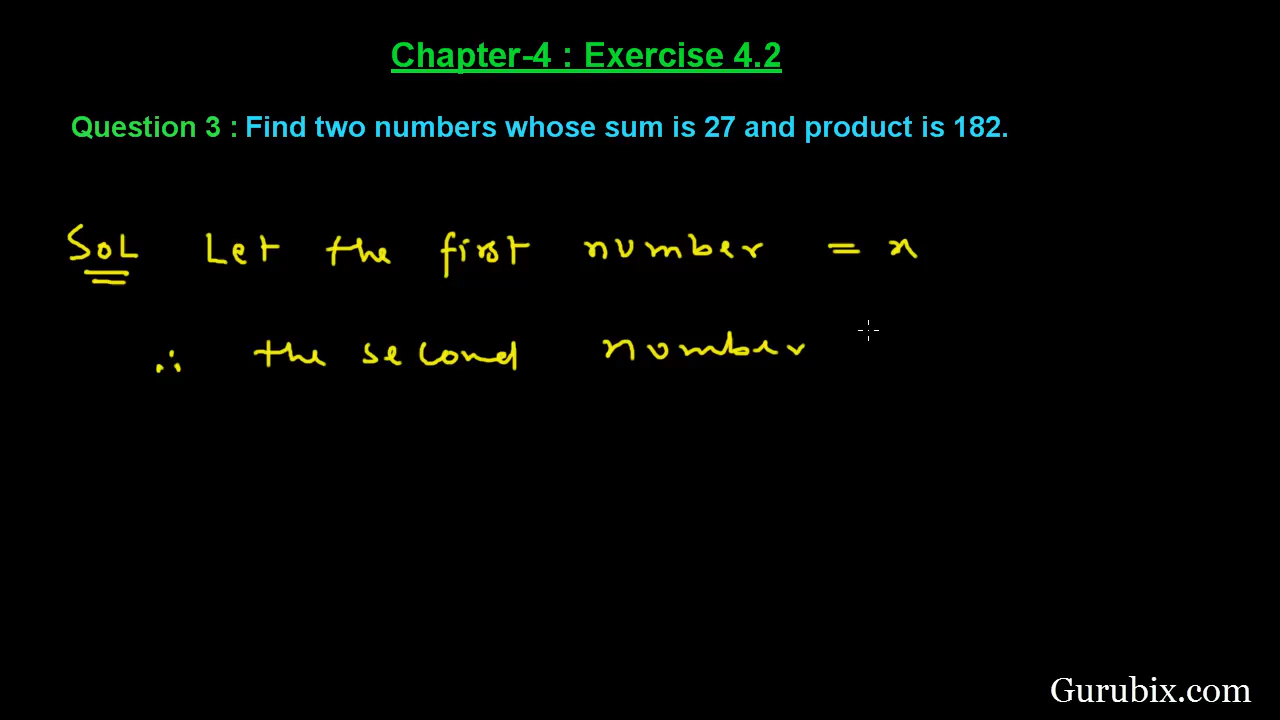 Chapter-4 : Exercise 4.2
Question 3 : Find two numbers whose sum is 27 and product is 182.
SOL Let the first number = x
∴ the second number
Gurubix.com